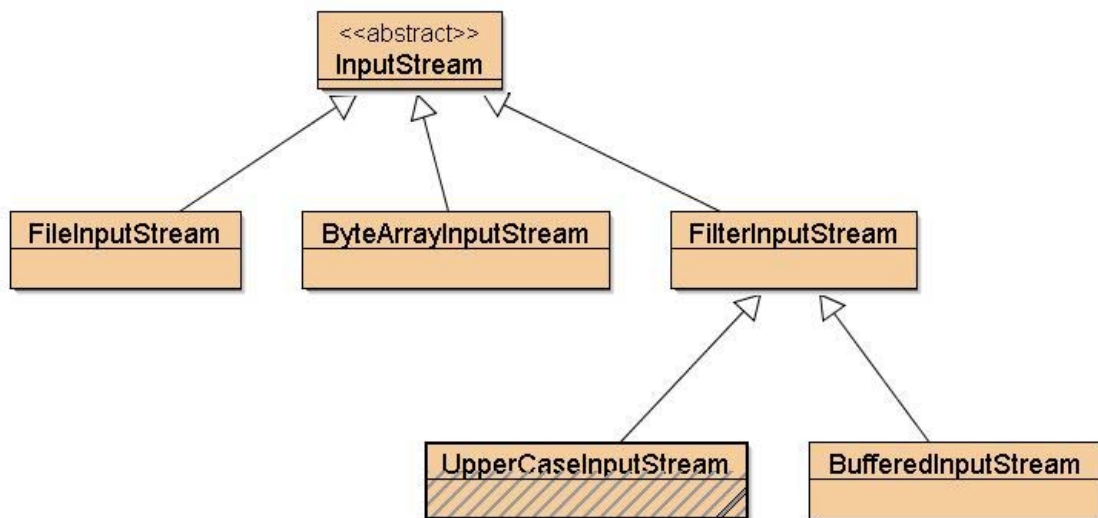 <<abstract>>
InputStream
FileInputStream
ByteArrayInputStream
FilterInputStream
UpperCaseInputStream
BufferedInputStream